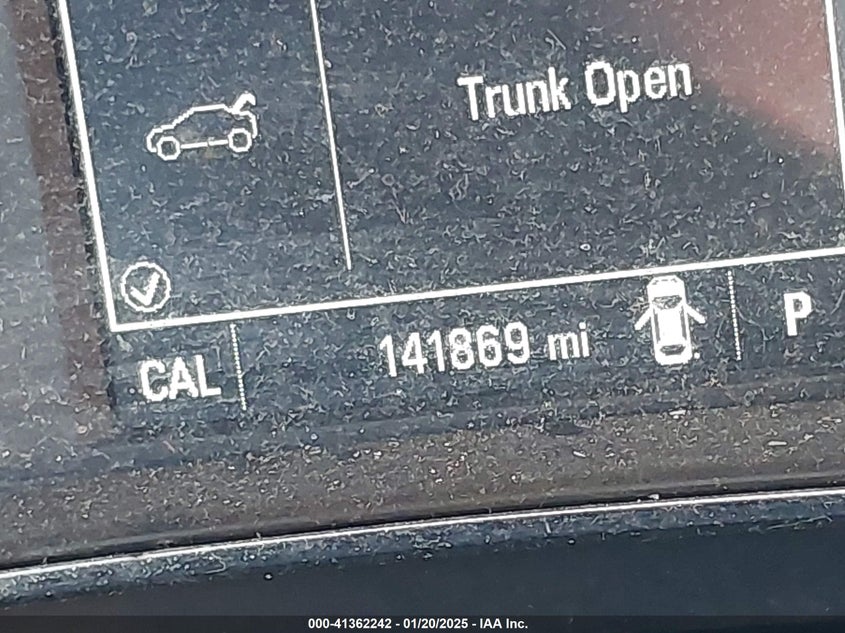 Trunk Open
CAL 141869 mi P
000-41362242 - 01/20/2025 - IAA Inc.